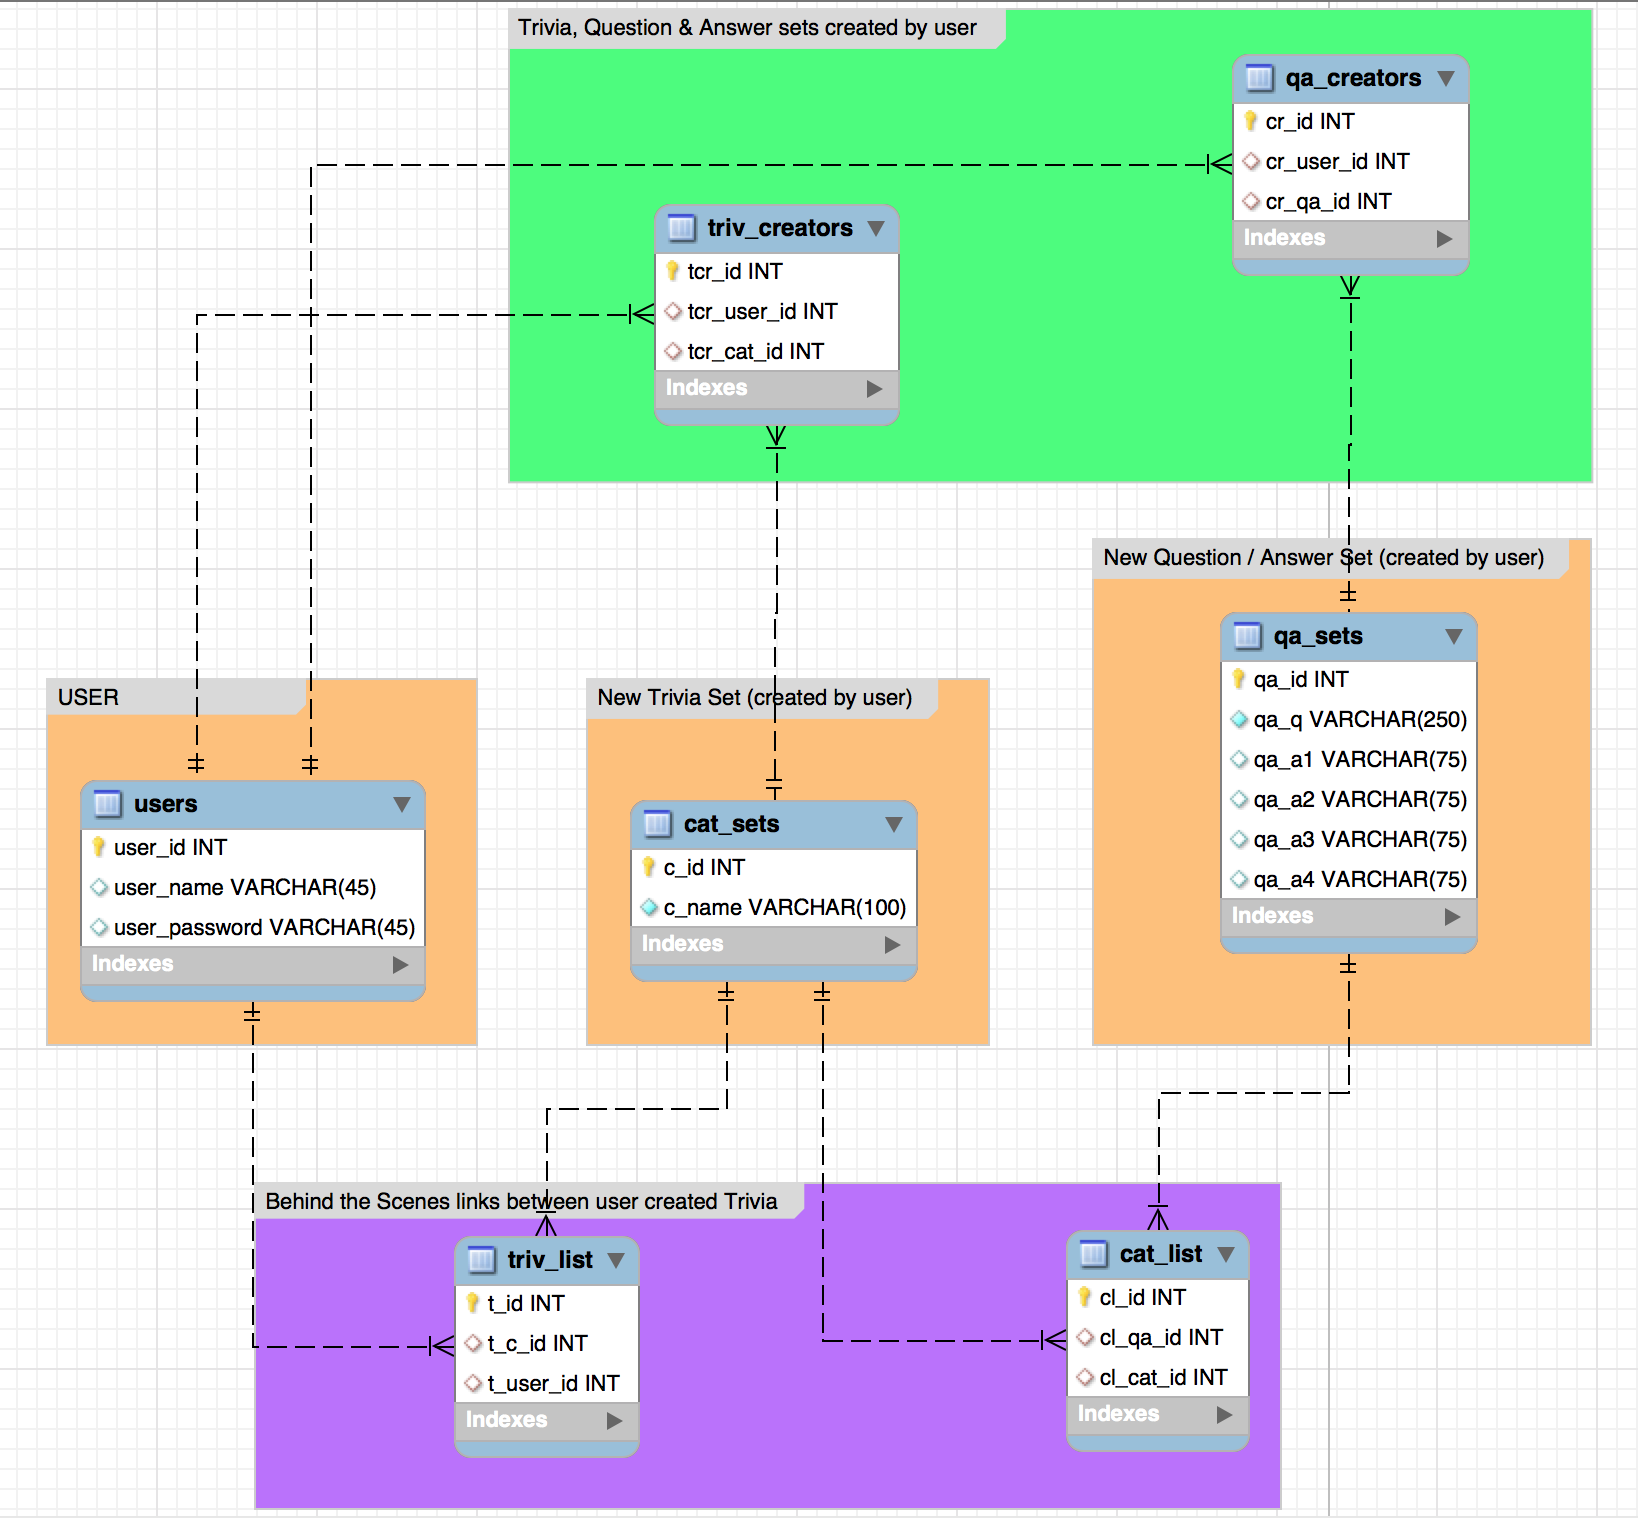 Trivia, Question & Answer sets created by user
qa_creators
cr_id INT
cr_user_id INT
cr_qa_id INT
Indexes
triv_creators
tcr_id INT
tcr_user_id INT
tcr_cat_id INT
Indexes
New Question / Answer Set (created by user)
qa_sets
qa_id INT
qa_q VARCHAR(250)
qa_a1 VARCHAR(75)
qa_a2 VARCHAR(75)
qa_a3 VARCHAR(75)
qa_a4 VARCHAR(75)
Indexes
USER
users
user_id INT
user_name VARCHAR(45)
user_password VARCHAR(45)
Indexes
New Trivia Set (created by user)
cat_sets
c_id INT
c_name VARCHAR(100)
Indexes
Behind the Scenes links between user created Trivia
triv_list
t_id INT
t_c_id INT
t_user_id INT
Indexes
cat_list
cl_id INT
cl_qa_id INT
cl_cat_id INT
Indexes